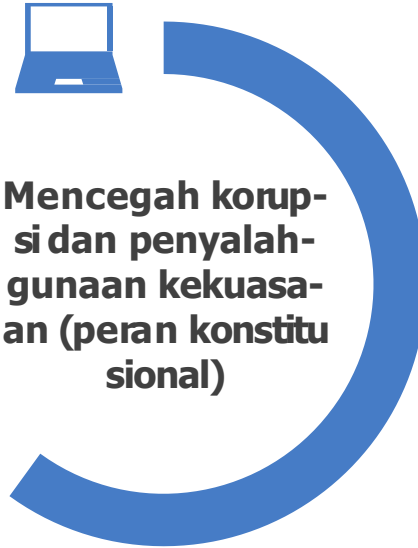 Mencegah korup-
si dan penyalah-
gunaan kekuasa-
an (peran konstitu
sional)